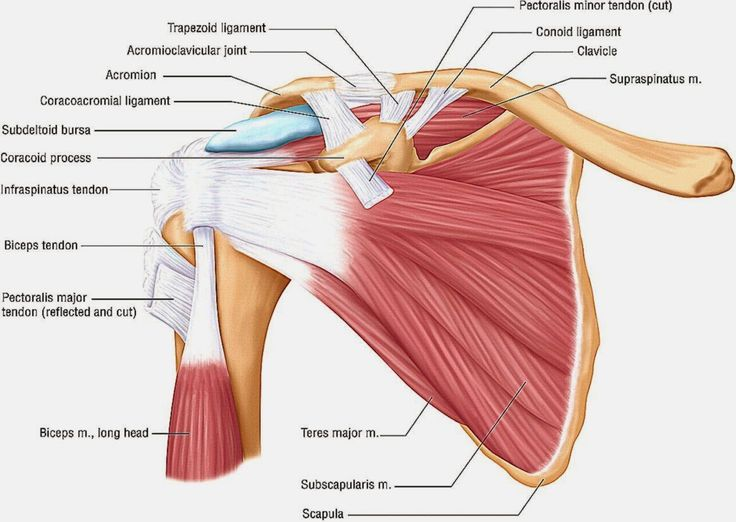 Pectoralis minor tendon (cut)
Trapezoid ligament
Conoid ligament
Acromioclavicular joint
Clavicle
Acromion
Supraspinatus m.
Coracoacromial ligament
Subdeltoid bursa
Coracoid process
Infraspinatus tendon
Biceps tendon
Pectoralis major
tendon (reflected and cut)
Biceps m., long head
Teres major m.
Subscapularis m.
Scapula